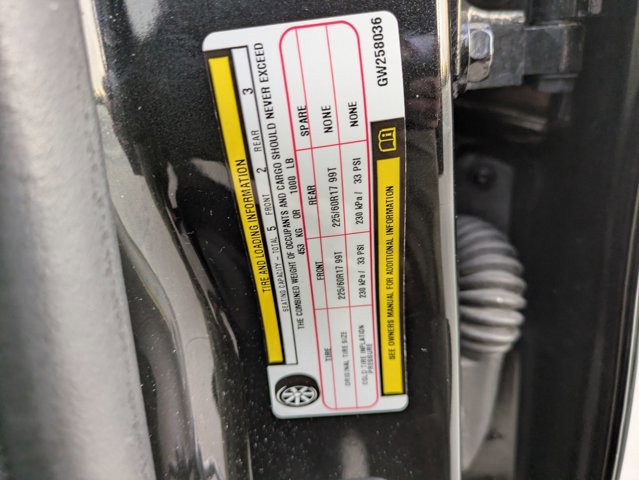 TIRE AND LOADING INFORMATION
SEATING CAPACITY - TOTAL 5 FRONT 2 REAR 3
THE COMBINED WEIGHT OF OCCUPANTS AND CARGO SHOULD NEVER EXCEED
453 KG OR 1000 LB
TIRE FRONT REAR SPARE
ORIGINAL TIRE SIZE 225/60R17 99T 225/60R17 99T NONE
COLD TIRE INFLATION PRESSURE 230 kPa / 33 PSI 230 kPa / 33 PSI NONE
SEE OWNERS MANUAL FOR ADDITIONAL INFORMATION
GW258036